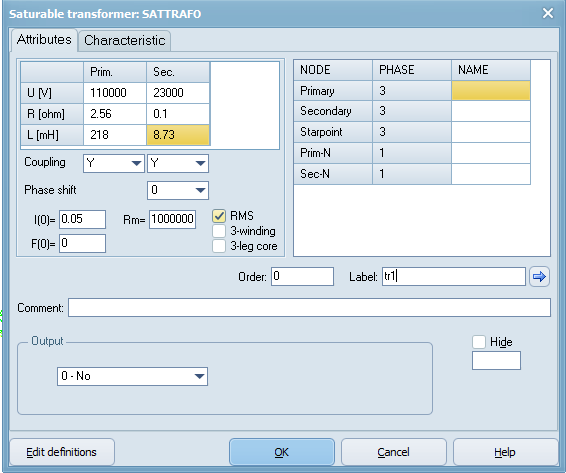 Saturable transformer: SATTRAFO
Attributes Characteristic
Prim. Sec.
U [V] 110000 23000
R [ohm] 2.56 0.1
L [mH] 218 8.73
Coupling Y Y
Phase shift 0
I(0)= 0.05 Rm= 1000000
F(0)= 0
RMS
3-winding
3-leg core
NODE PHASE NAME
Primary 3
Secondary 3
Starpoint 3
Prim-N 1
Sec-N 1
Order: 0 Label: tr1
Comment:
Output
0 - No
Hide
Edit definitions OK Cancel Help